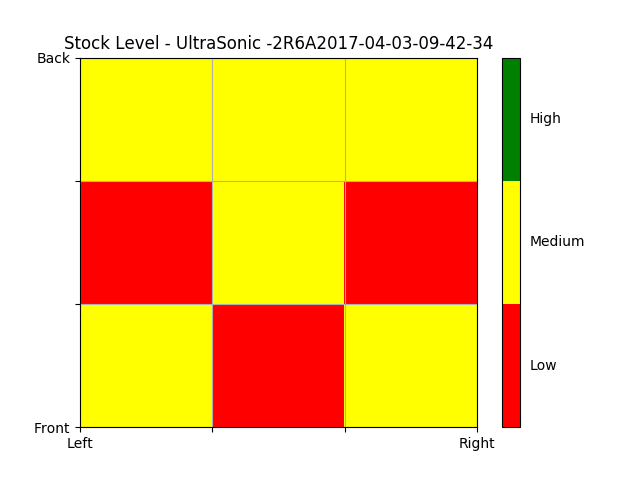 Stock Level - UltraSonic -2R6A2017-04-03-09-42-34
Back
High
Medium
Low
Front
Left
Right